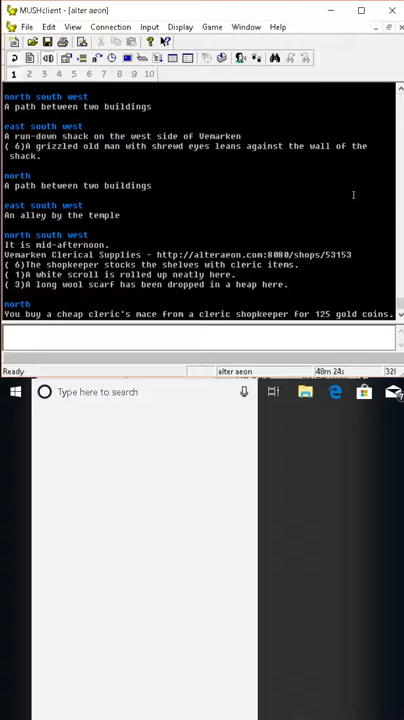 MUSHclient - [alter aeon]
File Edit View Connection Input Display Game Window Help
1 2 3 4 5 6 7 8 9 10
north south west
A path between two buildings
east south west
A run-down shack on the west side of Vemarken
( 6)A grizzled old man with shrewd eyes leans against the wall of the
shack.
north
A path between two buildings
east south west
An alley by the temple
north south west
It is mid-afternoon.
Vemarken Clerical Supplies - http://alteraeon.com:8080/shops/53153
( 6)The shopkeeper stocks the shelves with cleric items.
( 1)A white scroll is rolled up neatly here.
( 3)A long wool scarf has been dropped in a heap here.
north
You buy a cheap cleric's mace from a cleric shopkeeper for 125 gold coins.
Ready alter aeon 48m 24s
Type here to search
7